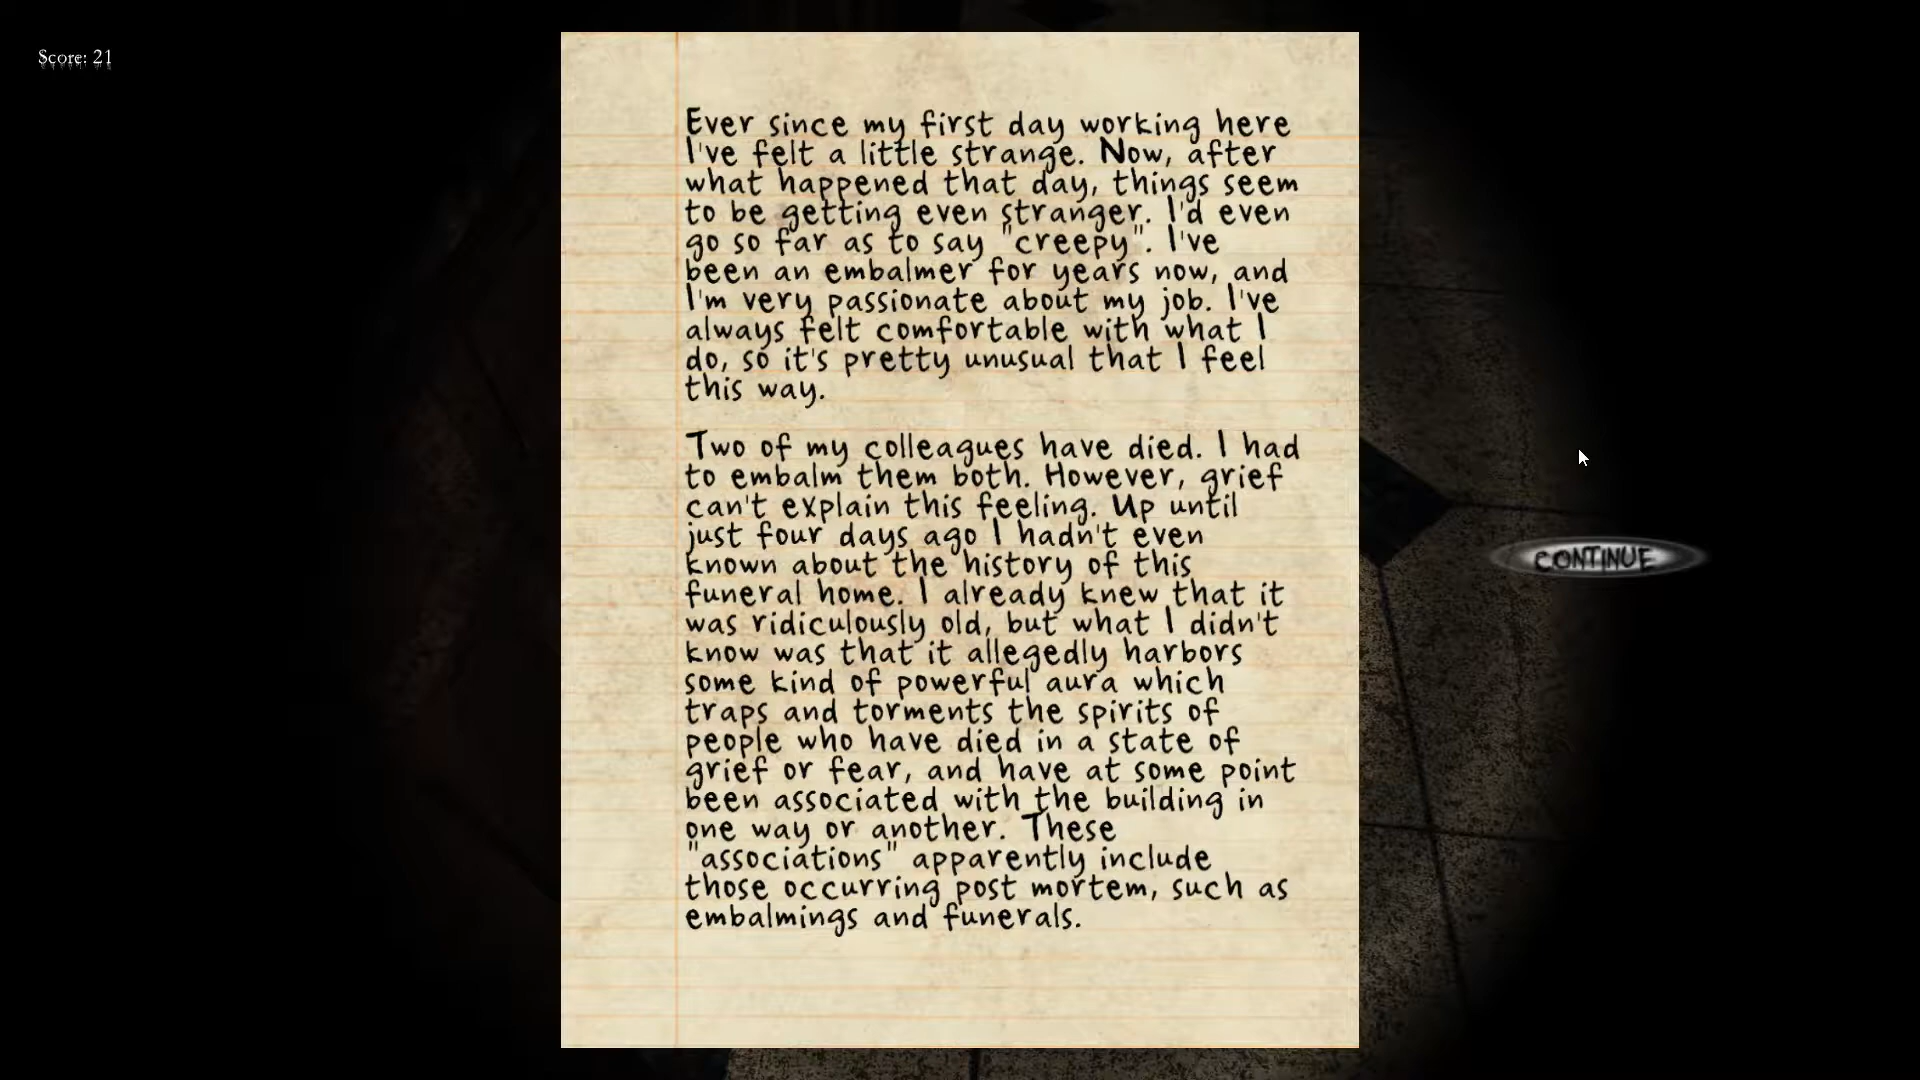 Score: 21
Ever since my first day working here
I've felt a little strange. Now, after
what happened that day, things seem
to be getting even stranger. I'd even
go so far as to say "creepy". I've
been an embalmer for years now, and
I'm very passionate about my job. I've
always felt comfortable with what I
do, so it's pretty unusual that I feel
this way.
Two of my colleagues have died. I had
to embalm them both. However, grief
can't explain this feeling. Up until
just four days ago I hadn't even
known about the history of this
funeral home. I already knew that it
was ridiculously old, but what I didn't
know was that it allegedly harbors
some kind of powerful aura which
traps and torments the spirits of
people who have died in a state of
grief or fear, and have at some point
been associated with the building in
one way or another. These
"associations" apparently include
those occurring post mortem, such as
embalmings and funerals.
CONTINUE